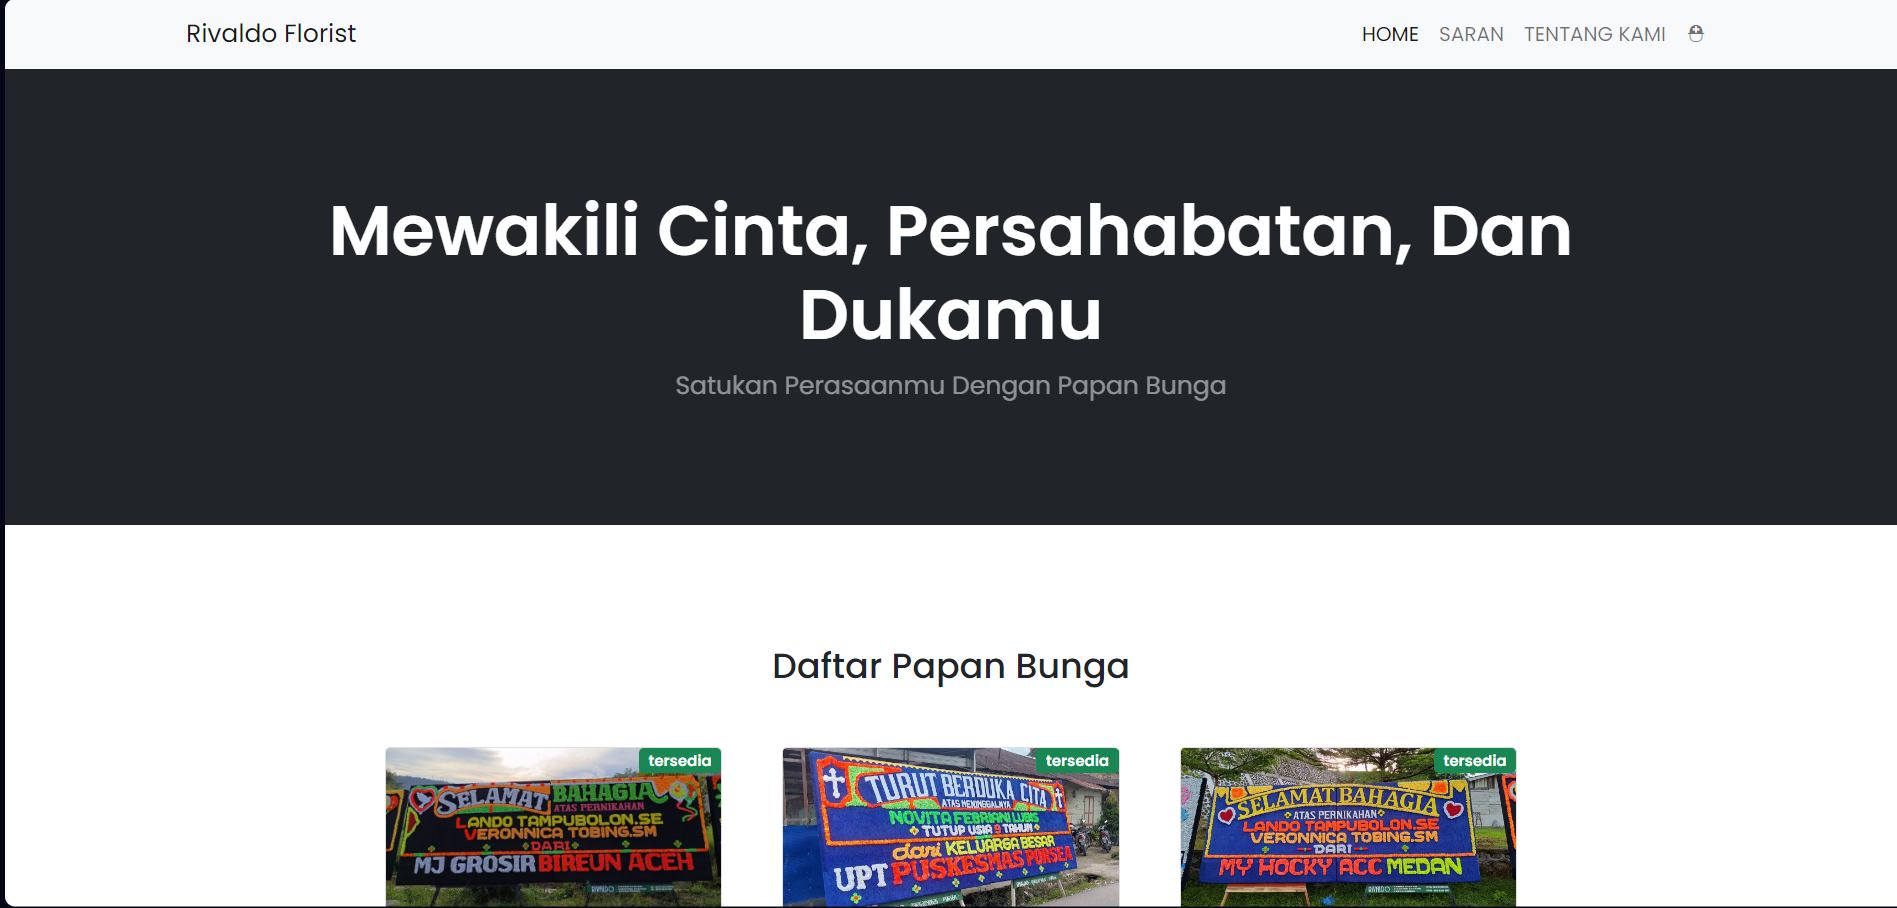 Rivaldo Florist
HOME SARAN TENTANG KAMI
Mewakili Cinta, Persahabatan, Dan
Dukamu
Satukan Perasaanmu Dengan Papan Bunga
Daftar Papan Bunga
tersedia
SELAMAT BAHAGIA
ATAS PERNIKAHAN
LANDO TAMPUBOLON.SE
VERONNICA TOBING.SM
DARI
MJ GROSIR BIREUN ACEH
tersedia
TURUT BERDUKA CITA
ATAS MENINGGALNYA
NOVITA FEBRIANI LUBIS
TUTUP USIA 9 TAHUN
dari KELUARGA BESAR
UPT PUSKESMAS PORSEA
tersedia
SELAMAT BAHAGIA
ATAS PERNIKAHAN
LANDO TAMPUBOLON.SE
VERONNICA TOBING.SM
DARI
MY HOCKY ACC MEDAN